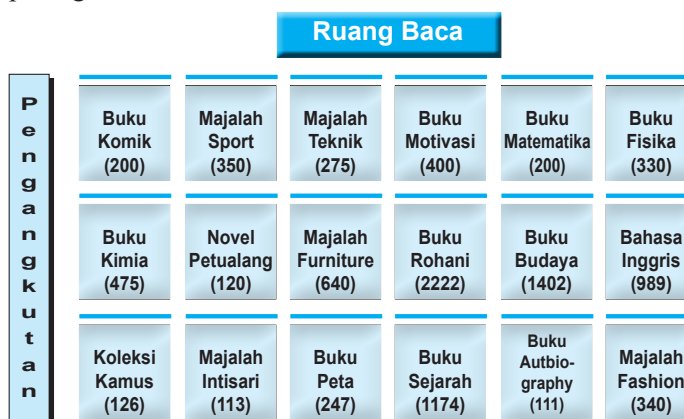 Ruang Baca
Pengangkutan
Buku
Komik
(200)
Majalah
Sport
(350)
Majalah
Teknik
(275)
Buku
Motivasi
(400)
Buku
Matematika
(200)
Buku
Fisika
(330)
Buku
Kimia
(475)
Novel
Petualang
(120)
Majalah
Furniture
(640)
Buku
Rohani
(2222)
Buku
Budaya
(1402)
Bahasa
Inggris
(989)
Koleksi
Kamus
(126)
Majalah
Intisari
(113)
Buku
Peta
(247)
Buku
Sejarah
(1174)
Buku
Autbio-
graphy
(111)
Majalah
Fashion
(340)